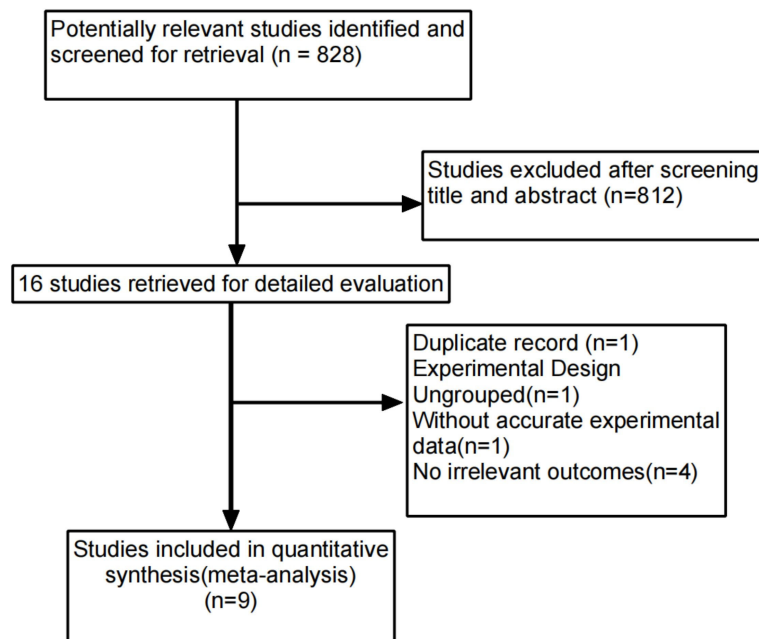 Potentially relevant studies identified and
screened for retrieval (n = 828)
Studies excluded after screening
title and abstract (n=812)
16 studies retrieved for detailed evaluation
Duplicate record (n=1)
Experimental Design
Ungrouped(n=1)
Without accurate experimental
data(n=1)
No irrelevant outcomes(n=4)
Studies included in quantitative
synthesis(meta-analysis)
(n=9)